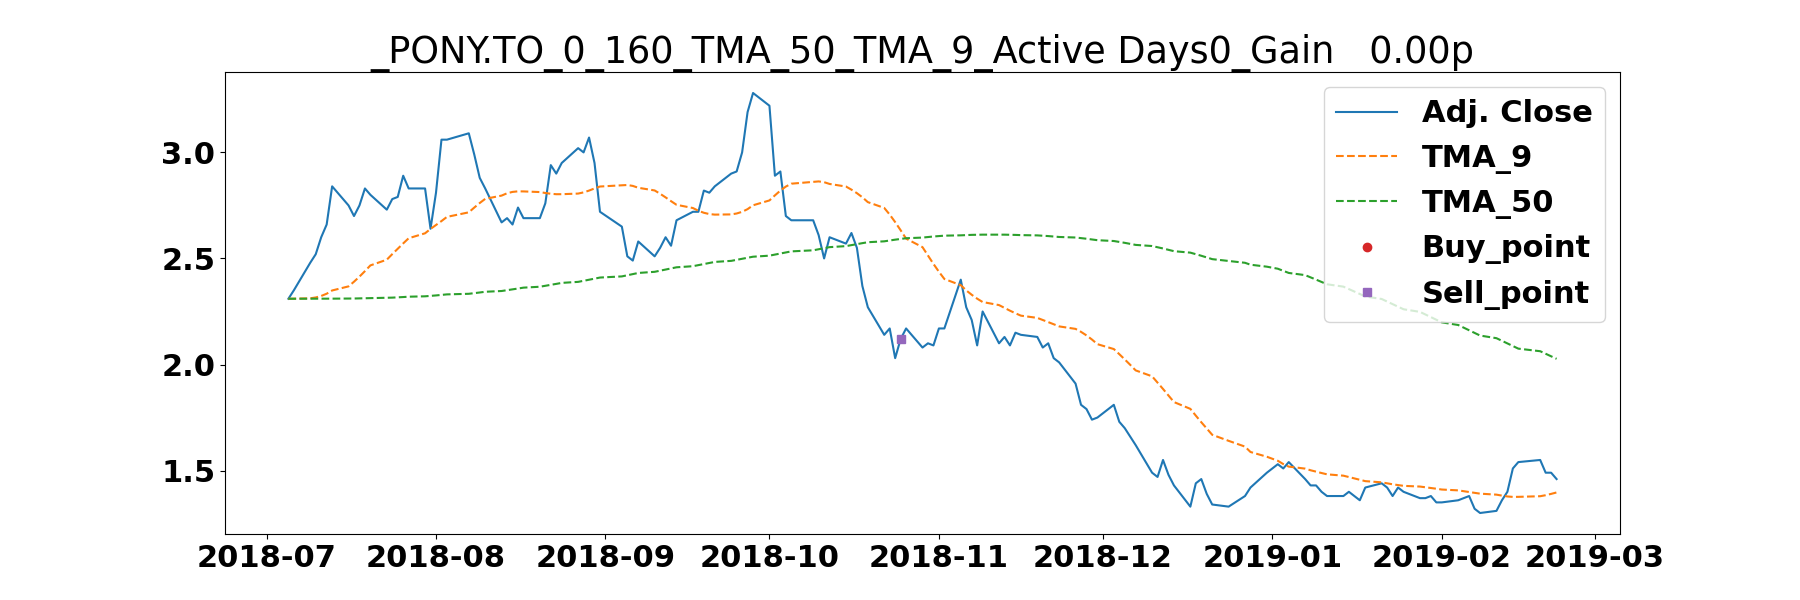 _PONY.TO_0_160_TMA_50_TMA_9_Active Days0_Gain   0.00p
Adj. Close
TMA_9
TMA_50
Buy_point
Sell_point
3.0
2.5
2.0
1.5
2018-07 2018-08 2018-09 2018-10 2018-11 2018-12 2019-01 2019-02 2019-03